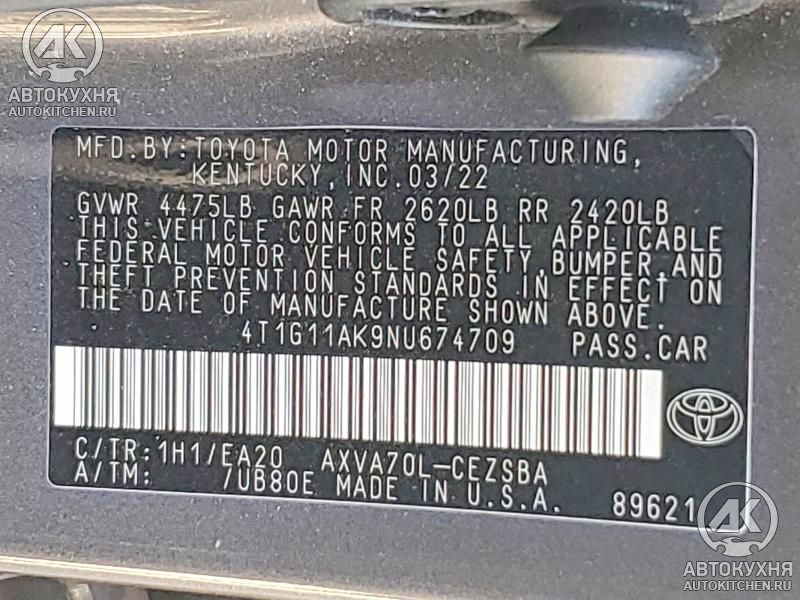 AK
АВТОКУХНЯ
AUTOKITCHEN.RU
MFD.BY:TOYOTA MOTOR MANUFACTURING,
KENTUCKY,INC.03/22
GVWR 4475LB GAWR FR 2620LB RR 2420LB
THIS VEHICLE CONFORMS TO ALL APPLICABLE
FEDERAL MOTOR VEHICLE SAFETY,BUMPER,AND
THEFT PREVENTION STANDARDS IN EFFECT ON
THE DATE OF MANUFACTURE SHOWN ABOVE.
4T1G11AK9NU674709 PASS.CAR
C/TR:1H1/EA20 AXVA70L-CEZSBA
A/TM: /UB80E MADE IN U.S.A. 89621
AK
АВТОКУХНЯ
AUTOKITCHEN.RU